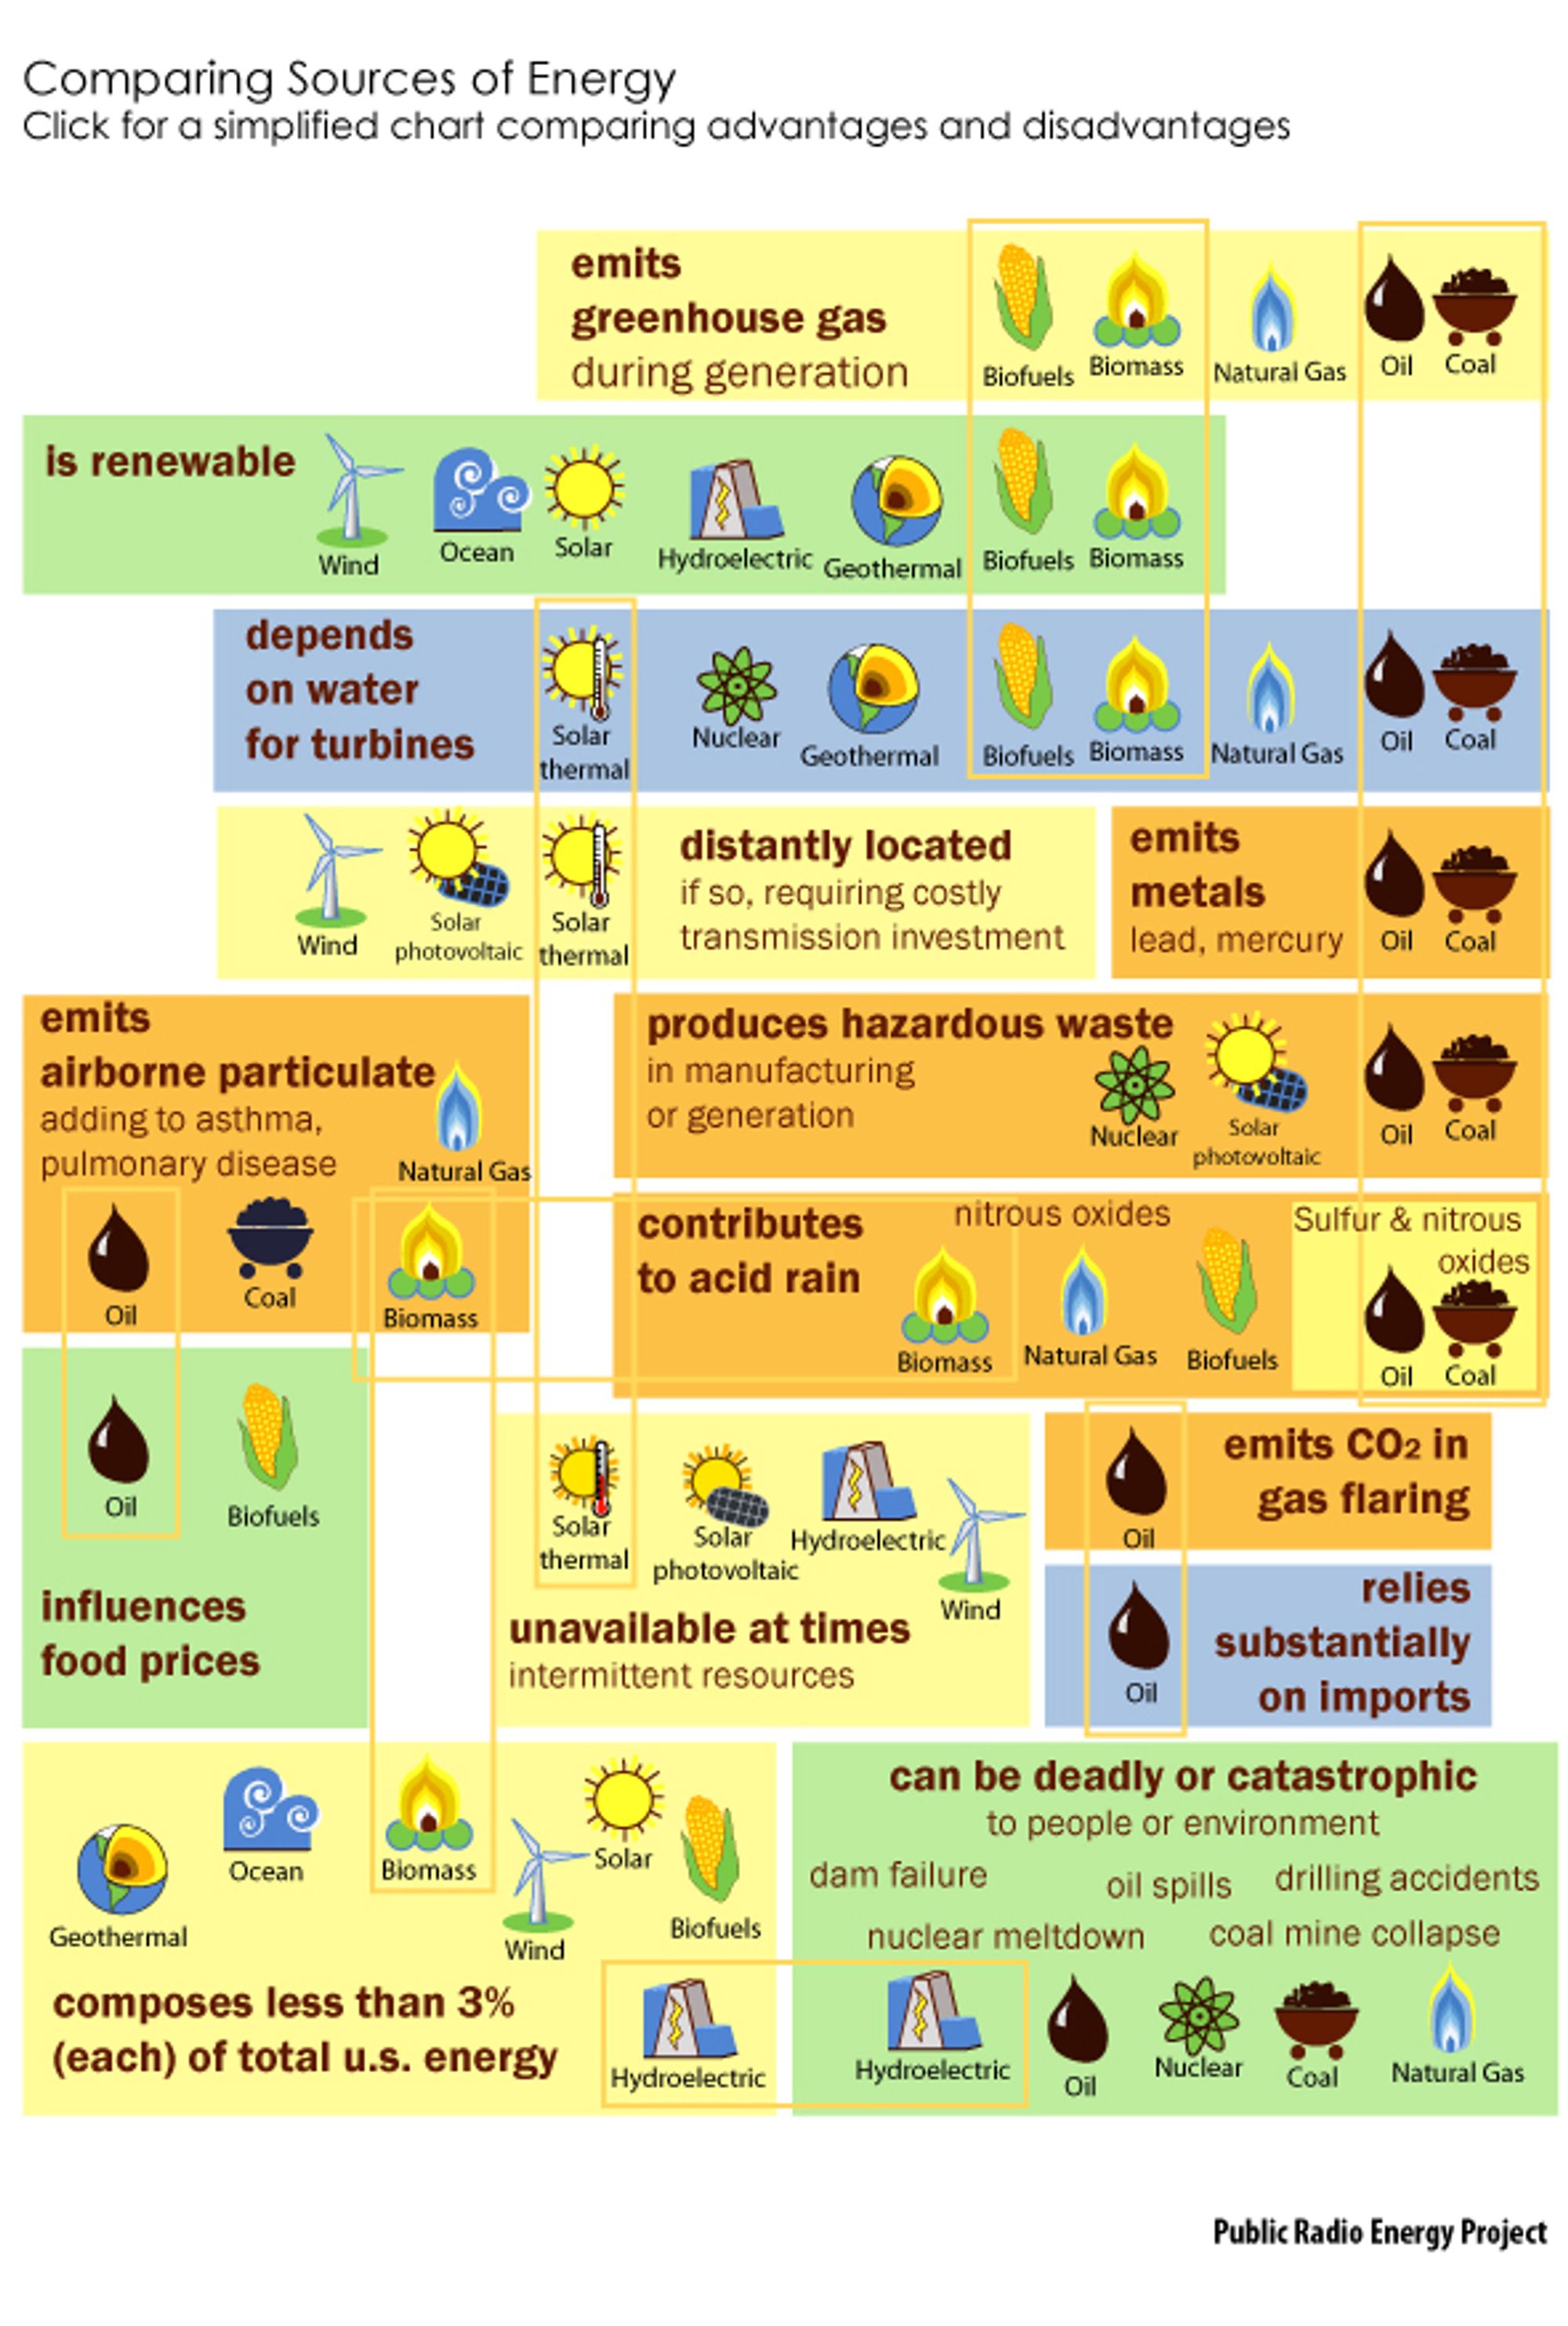 Comparing Sources of Energy
Click for a simplified chart comparing advantages and disadvantages
emits
greenhouse gas
during generation
Biofuels
Biomass
Natural Gas
Oil
Coal
is renewable
Wind
Ocean
Solar
Hydroelectric
Geothermal
Biofuels
Biomass
depends
on water
for turbines
Solar
thermal
Nuclear
Geothermal
Biofuels
Biomass
Natural Gas
Oil
Coal
Wind
Solar
photovoltaic
Solar
thermal
distantly located
if so, requiring costly
transmission investment
emits
metals
lead, mercury
Oil
Coal
emits
airborne particulate
adding to asthma,
pulmonary disease
Natural Gas
Oil
Coal
Biomass
produces hazardous waste
in manufacturing
or generation
Nuclear
Solar
photovoltaic
Oil
Coal
contributes
to acid rain
nitrous oxides
Biomass
Natural Gas
Biofuels
Sulfur & nitrous
oxides
Oil
Coal
Oil
Biofuels
influences
food prices
Solar
thermal
Solar
photovoltaic
Hydroelectric
Wind
unavailable at times
intermittent resources
Oil
emits CO2 in
gas flaring
Oil
relies
substantially
on imports
Geothermal
Ocean
Biomass
Wind
Solar
Biofuels
composes less than 3%
(each) of total u.s. energy
Hydroelectric
can be deadly or catastrophic
to people or environment
dam failure
oil spills
drilling accidents
nuclear meltdown
coal mine collapse
Hydroelectric
Oil
Nuclear
Coal
Natural Gas
Public Radio Energy Project